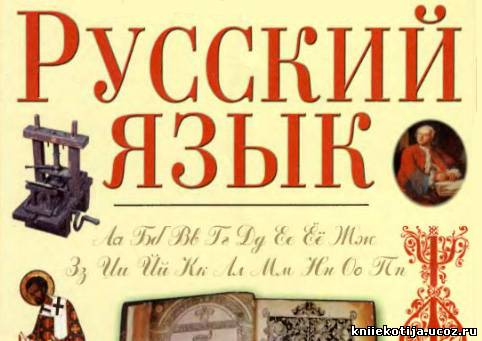 Русский
язык
Аа Бб Вв Гг Дд Ее Ёё Жж
Зз Ии Йй Кк Лл Мм Нн Оо Пп
kniiekotija.ucoz.ru